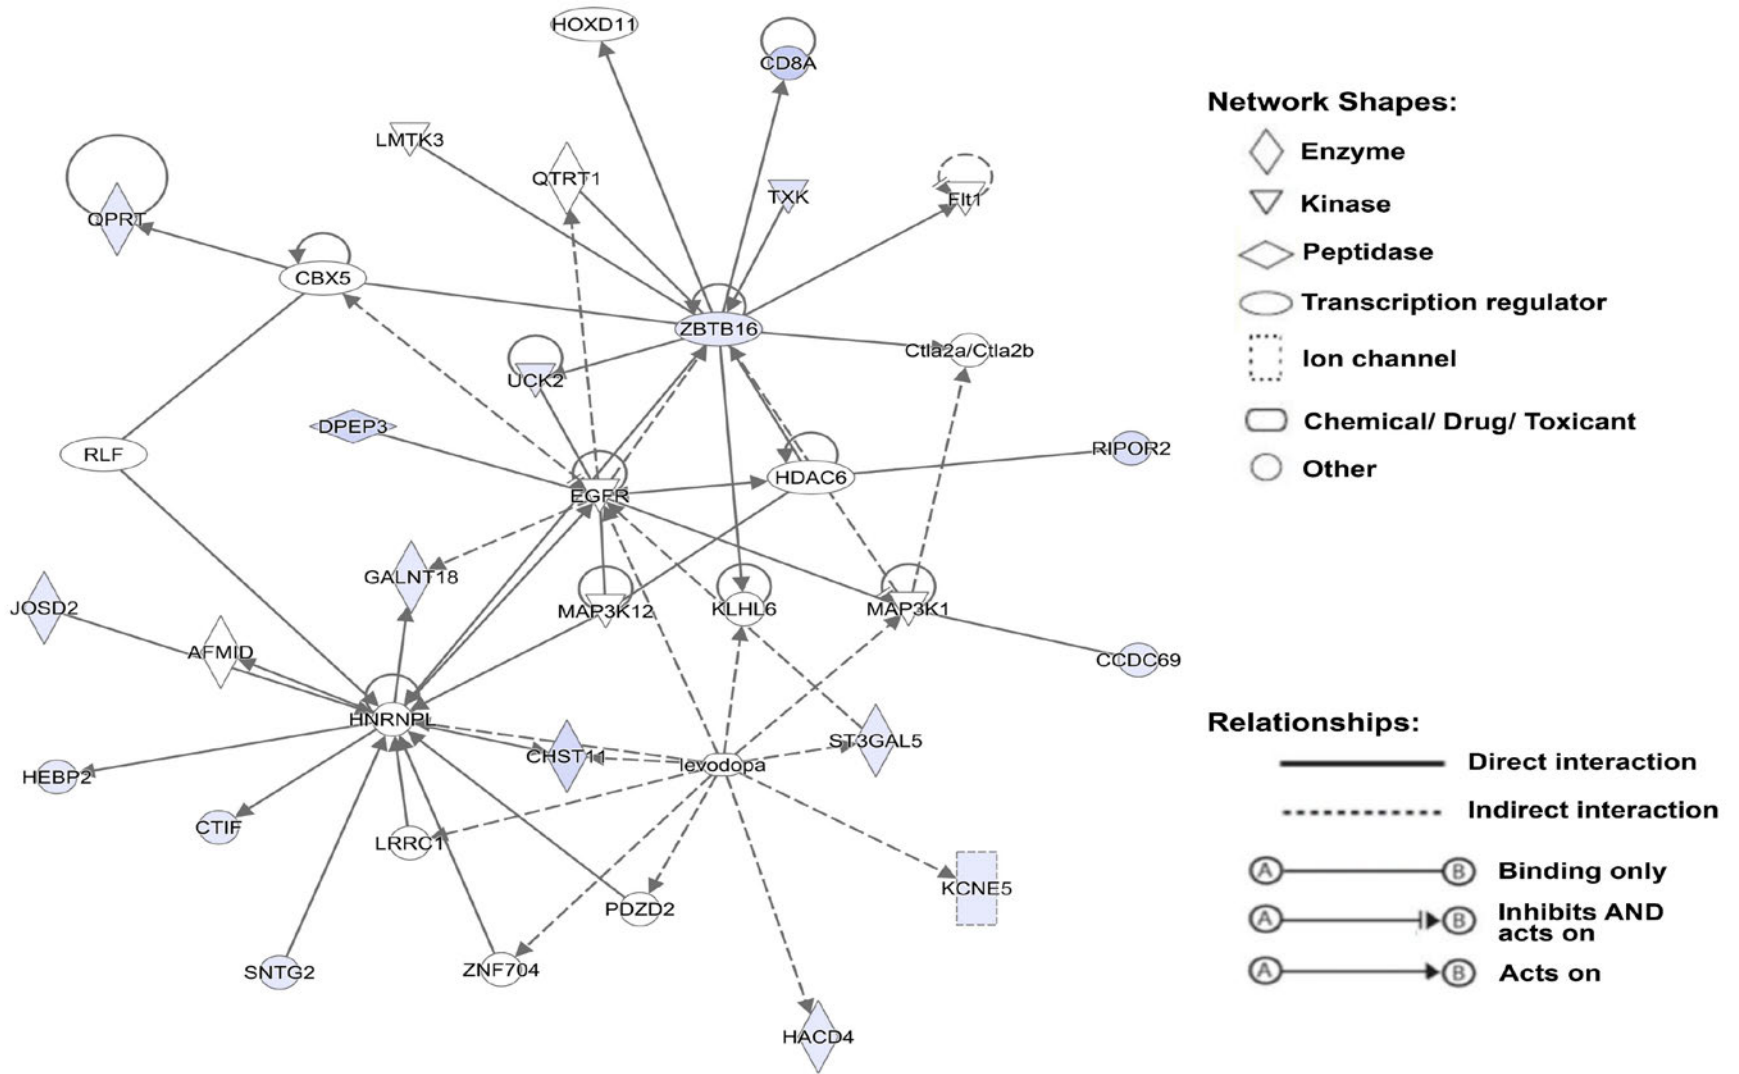 HOXD11
CD8A
LMTK3
QTRT1
TXK
Flt1
QPRT
CBX5
ZBTB16
Ctla2a/Ctla2b
UCK2
DPEP3
RLF
EGFR
HDAC6
RIPOR2
GALNT18
JOSD2
MAP3K12
KLHL6
MAP3K1
AFMID
CCDC69
HNRNPL
CHST11
levodopa
ST3GAL5
HEBP2
CTIF
LRRC1
KCNE5
PDZD2
SNTG2
ZNF704
HACD4
Network Shapes:
Enzyme
Kinase
Peptidase
Transcription regulator
Ion channel
Chemical/ Drug/ Toxicant
Other
Relationships:
Direct interaction
Indirect interaction
A B Binding only
A B Inhibits AND
acts on
A B Acts on